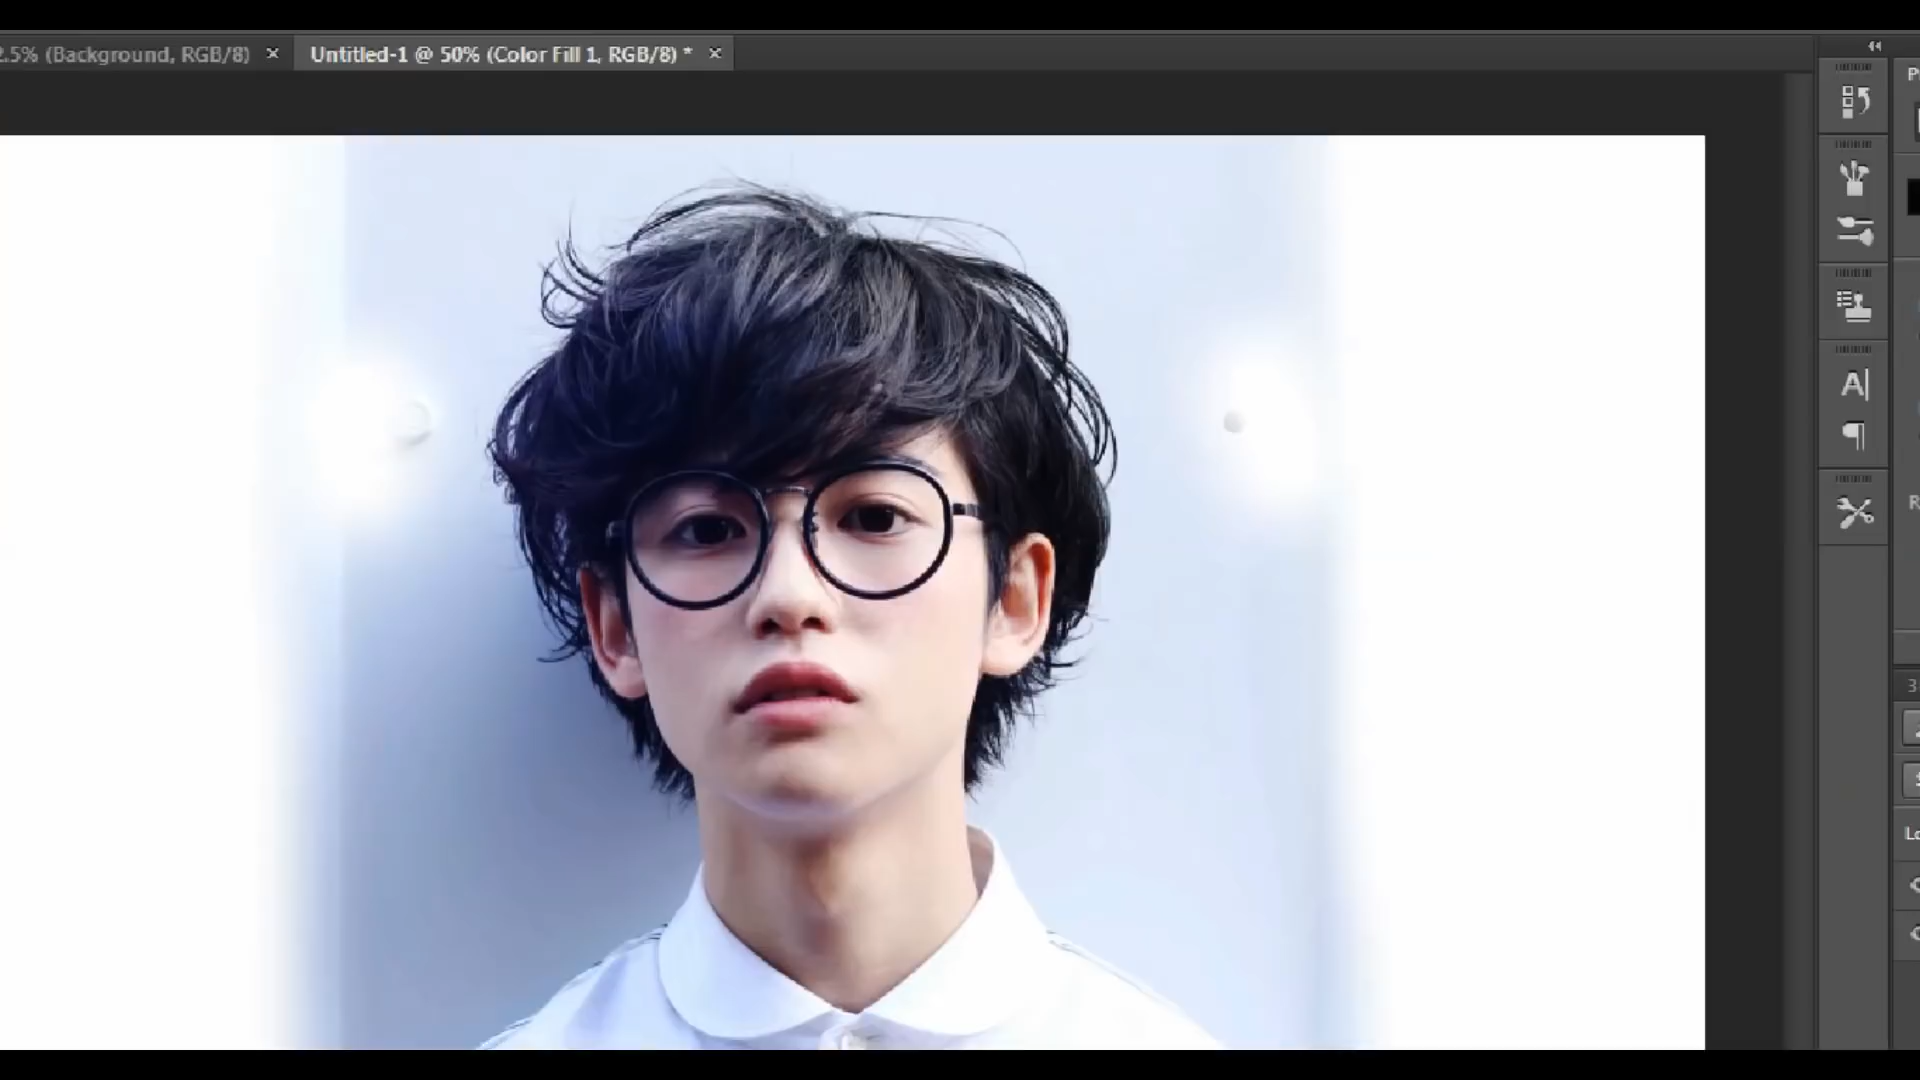 2.5% (Background, RGB/8) ×
Untitled-1 @ 50% (Color Fill 1, RGB/8) * ×